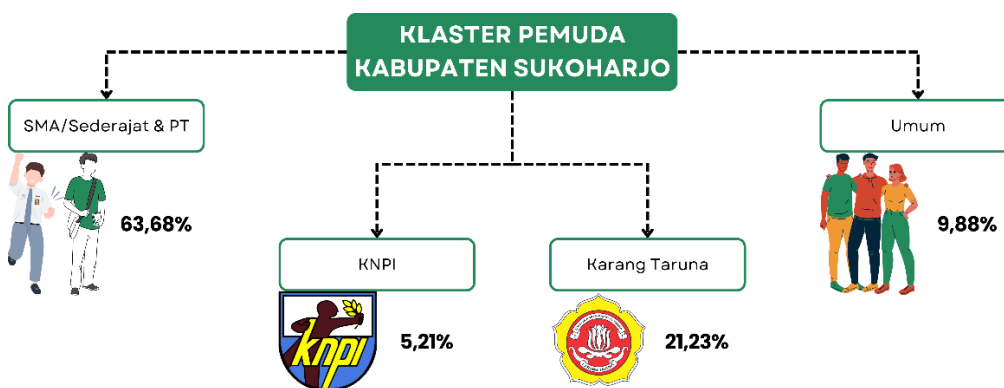 KLASTER PEMUDA
KABUPATEN SUKOHARJO
SMA/Sederajat & PT
63,68%
KNPI
knpi
5,21%
Karang Taruna
21,23%
Umum
9,88%